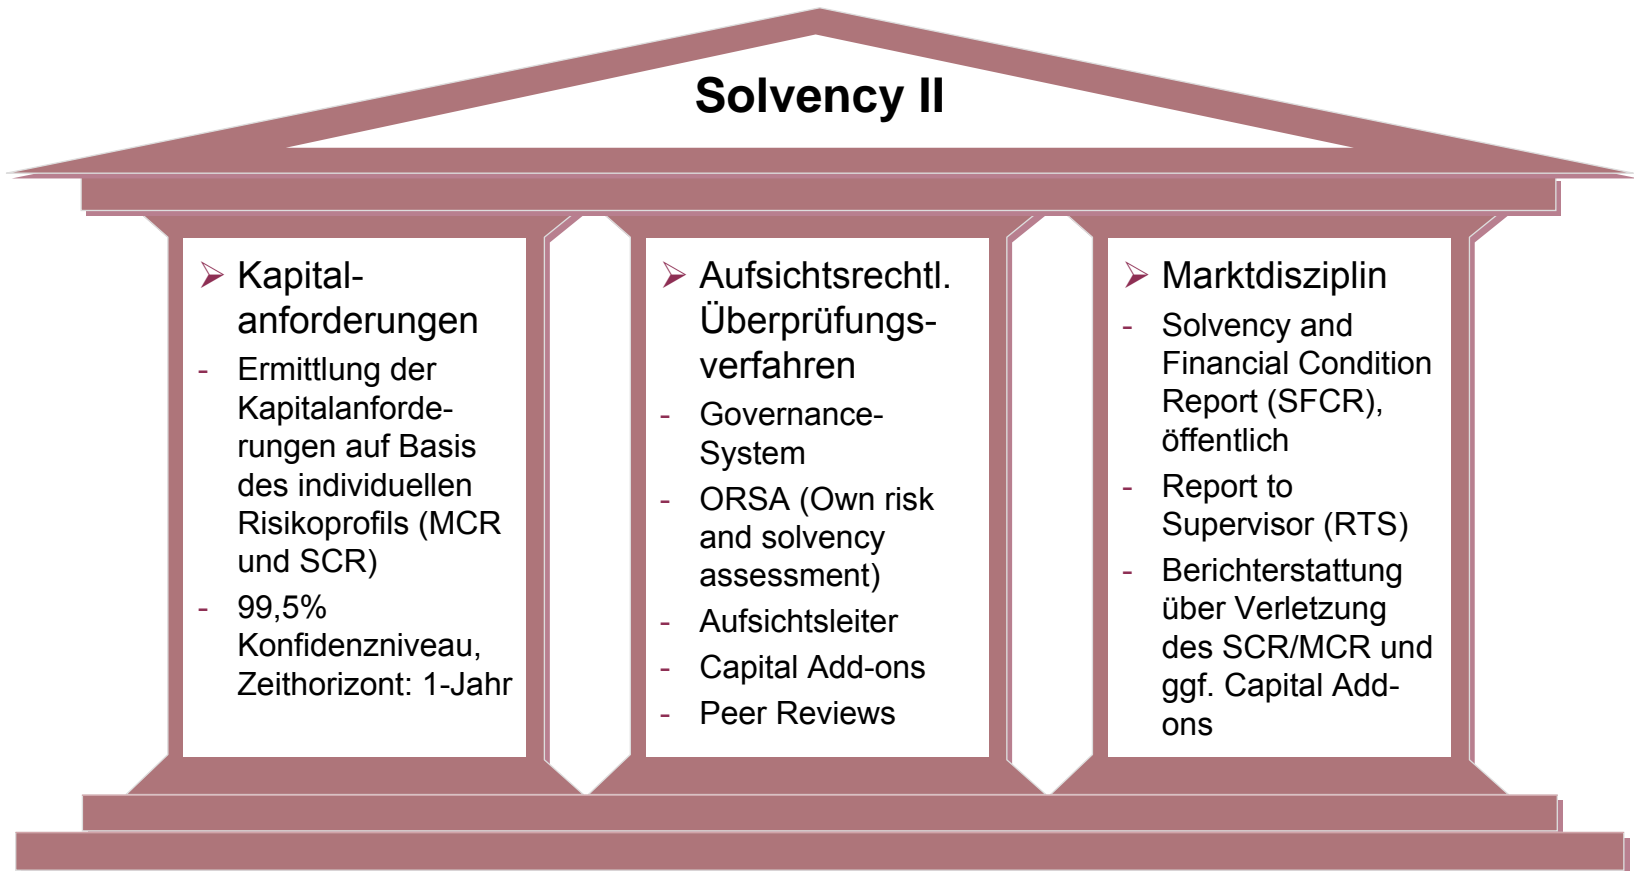 Solvency II
➢ Kapital-
anforderungen
- Ermittlung der
Kapitalanforde-
rungen auf Basis
des individuellen
Risikoprofils (MCR
und SCR)
- 99,5%
Konfidenzniveau,
Zeithorizont: 1-Jahr
➢ Aufsichtsrechtl.
Überprüfungs-
verfahren
- Governance-
System
- ORSA (Own risk
and solvency
assessment)
- Aufsichtsleiter
- Capital Add-ons
- Peer Reviews
➢ Marktdisziplin
- Solvency and
Financial Condition
Report (SFCR),
öffentlich
- Report to
Supervisor (RTS)
- Berichterstattung
über Verletzung
des SCR/MCR und
ggf. Capital Add-
ons